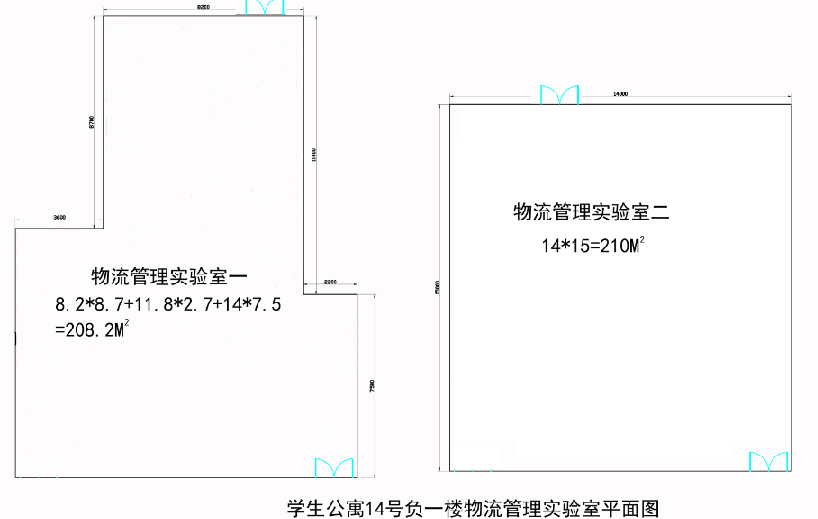 8200
14000
8700
11400
3600
物流管理实验室二
14*15=210M²
物流管理实验室一
8.2*8.7+11.8*2.7+14*7.5
=208.2M²
7500
学生公寓14号负一楼物流管理实验室平面图